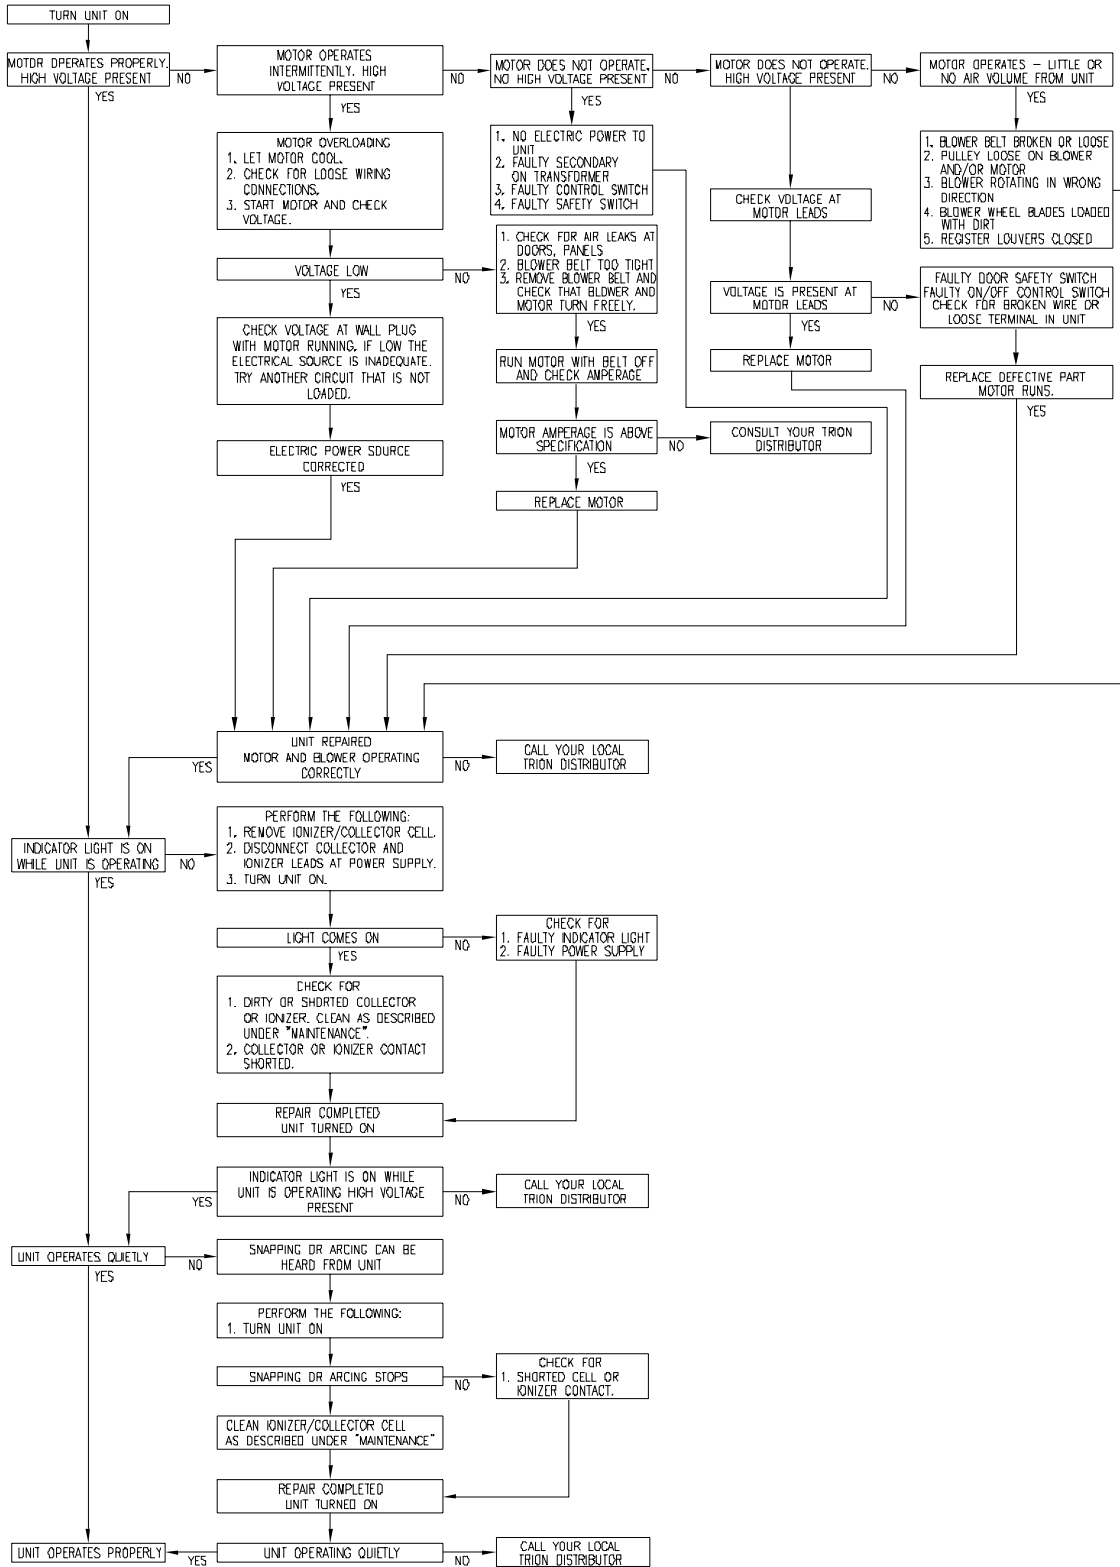 TURN UNIT ON
MOTOR OPERATES PROPERLY.
HIGH VOLTAGE PRESENT
NO
YES
MOTOR OPERATES
INTERMITTENTLY. HIGH
VOLTAGE PRESENT
NO
YES
MOTOR DOES NOT OPERATE.
NO HIGH VOLTAGE PRESENT
NO
YES
MOTOR DOES NOT OPERATE.
HIGH VOLTAGE PRESENT
NO
MOTOR OPERATES – LITTLE OR
NO AIR VOLUME FROM UNIT
YES
MOTOR OVERLOADING
1. LET MOTOR COOL.
2. CHECK FOR LOOSE WIRING
CONNECTIONS.
3. START MOTOR AND CHECK
VOLTAGE.
1. NO ELECTRIC POWER TO
UNIT
2. FAULTY SECONDARY
ON TRANSFORMER
3. FAULTY CONTROL SWITCH
4. FAULTY SAFETY SWITCH
CHECK VOLTAGE AT
MOTOR LEADS
1. BLOWER BELT BROKEN OR LOOSE
2. PULLEY LOOSE ON BLOWER
AND/OR MOTOR
3. BLOWER ROTATING IN WRONG
DIRECTION
4. BLOWER WHEEL BLADES LOADED
WITH DIRT
5. REGISTER LOUVERS CLOSED
VOLTAGE LOW
NO
YES
1. CHECK FOR AIR LEAKS AT
DOORS, PANELS
2. BLOWER BELT TOO TIGHT
3. REMOVE BLOWER BELT AND
CHECK THAT BLOWER AND
MOTOR TURN FREELY.
YES
VOLTAGE IS PRESENT AT
MOTOR LEADS
NO
YES
FAULTY DOOR SAFETY SWITCH
FAULTY ON/OFF CONTROL SWITCH
CHECK FOR BROKEN WIRE OR
LOOSE TERMINAL IN UNIT
CHECK VOLTAGE AT WALL PLUG
WITH MOTOR RUNNING. IF LOW THE
ELECTRICAL SOURCE IS INADEQUATE.
TRY ANOTHER CIRCUIT THAT IS NOT
LOADED.
RUN MOTOR WITH BELT OFF
AND CHECK AMPERAGE
REPLACE MOTOR
REPLACE DEFECTIVE PART
MOTOR RUNS.
YES
ELECTRIC POWER SOURCE
CORRECTED
YES
MOTOR AMPERAGE IS ABOVE
SPECIFICATION
NO
YES
CONSULT YOUR TRION
DISTRIBUTOR
REPLACE MOTOR
UNIT REPAIRED
MOTOR AND BLOWER OPERATING
CORRECTLY
YES
NO
CALL YOUR LOCAL
TRION DISTRIBUTOR
INDICATOR LIGHT IS ON
WHILE UNIT IS OPERATING
NO
YES
PERFORM THE FOLLOWING:
1. REMOVE IONIZER/COLLECTOR CELL.
2. DISCONNECT COLLECTOR AND
IONIZER LEADS AT POWER SUPPLY.
3. TURN UNIT ON.
LIGHT COMES ON
NO
YES
CHECK FOR
1. FAULTY INDICATOR LIGHT
2. FAULTY POWER SUPPLY
CHECK FOR
1. DIRTY OR SHORTED COLLECTOR
OR IONIZER. CLEAN AS DESCRIBED
UNDER "MAINTENANCE".
2. COLLECTOR OR IONIZER CONTACT
SHORTED.
REPAIR COMPLETED
UNIT TURNED ON
INDICATOR LIGHT IS ON WHILE
UNIT IS OPERATING HIGH VOLTAGE
PRESENT
YES
NO
CALL YOUR LOCAL
TRION DISTRIBUTOR
UNIT OPERATES QUIETLY
NO
YES
SNAPPING OR ARCING CAN BE
HEARD FROM UNIT
PERFORM THE FOLLOWING:
1. TURN UNIT ON
SNAPPING OR ARCING STOPS
NO
CHECK FOR
1. SHORTED CELL OR
IONIZER CONTACT.
CLEAN IONIZER/COLLECTOR CELL
AS DESCRIBED UNDER "MAINTENANCE"
REPAIR COMPLETED
UNIT TURNED ON
UNIT OPERATES PROPERLY
YES
UNIT OPERATING QUIETLY
NO
CALL YOUR LOCAL
TRION DISTRIBUTOR